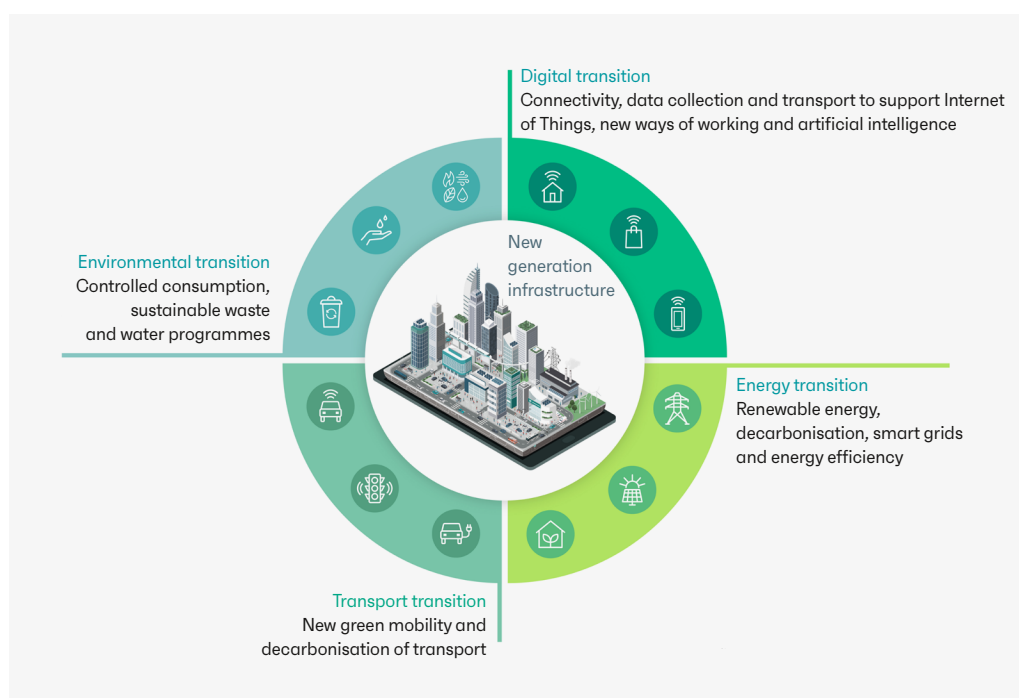 Digital transition
Connectivity, data collection and transport to support Internet
of Things, new ways of working and artificial intelligence
New
generation
infrastructure
Environmental transition
Controlled consumption,
sustainable waste
and water programmes
Energy transition
Renewable energy,
decarbonisation, smart grids
and energy efficiency
Transport transition
New green mobility and
decarbonisation of transport